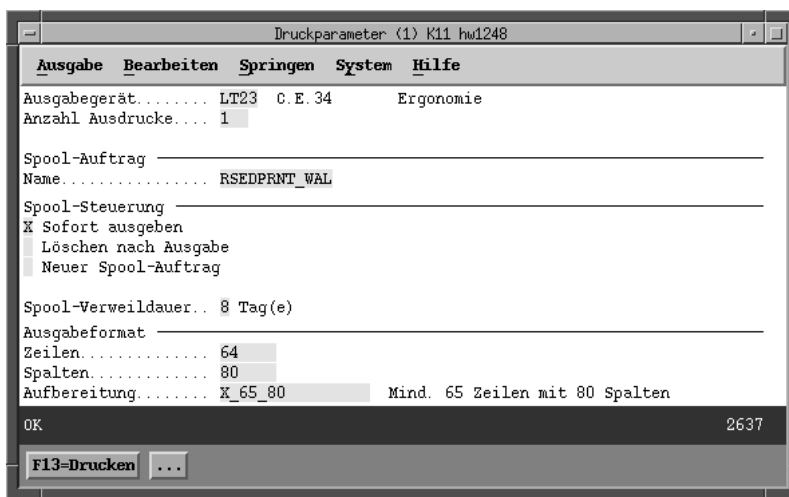 Druckparameter (1) K11 hw1248
Ausgabe Bearbeiten Springen System Hilfe
Ausgabegerät........ LT23 C.E.34 Ergonomie
Anzahl Ausdrucke.... 1
Spool-Auftrag
Name................ RSEDPRNT_WAL
Spool-Steuerung
X Sofort ausgeben
Löschen nach Ausgabe
Neuer Spool-Auftrag
Spool-Verweildauer.. 8 Tag(e)
Ausgabeformat
Zeilen.............. 64
Spalten............. 80
Aufbereitung........ X_65_80 Mind. 65 Zeilen mit 80 Spalten
OK 2637
F13=Drucken ...